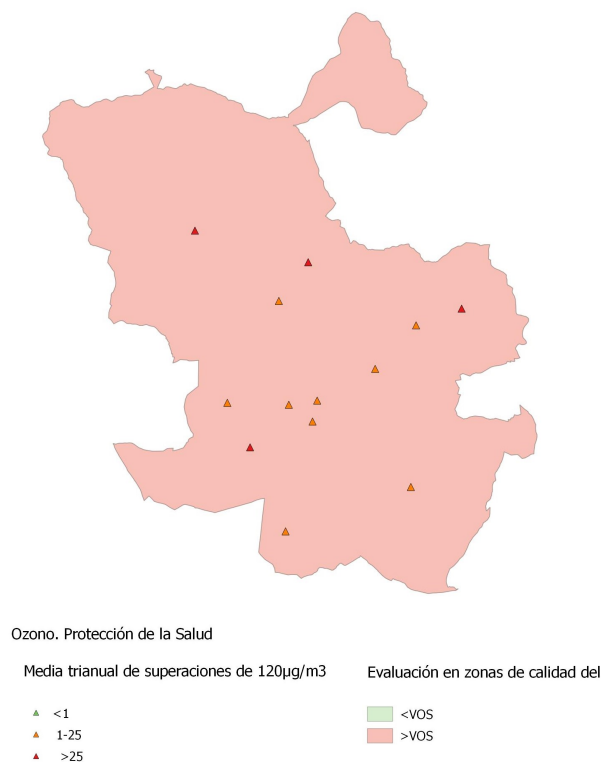 Ozono. Protección de la Salud
Media trianual de superaciones de 120µg/m3
Evaluación en zonas de calidad del
<1
1-25
>25
<VOS
>VOS